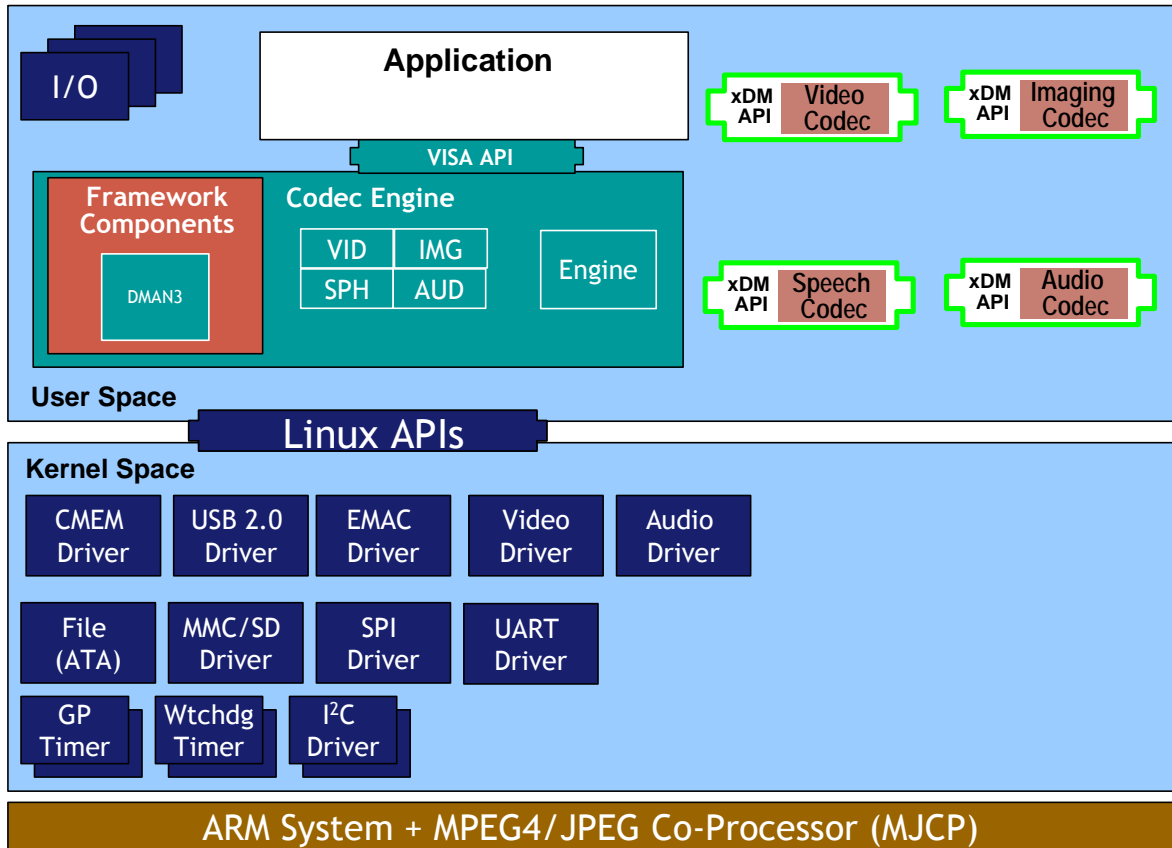 I/O
Application
VISA API
xDM
API
Video
Codec
xDM
API
Imaging
Codec
Framework
Components
DMAN3
Codec Engine
VID
IMG
SPH
AUD
Engine
xDM
API
Speech
Codec
xDM
API
Audio
Codec
User Space
Linux APIs
Kernel Space
CMEM
Driver
USB 2.0
Driver
EMAC
Driver
Video
Driver
Audio
Driver
File
(ATA)
MMC/SD
Driver
SPI
Driver
UART
Driver
GP
Timer
Wtchdg
Timer
I²C
Driver
ARM System + MPEG4/JPEG Co-Processor (MJCP)